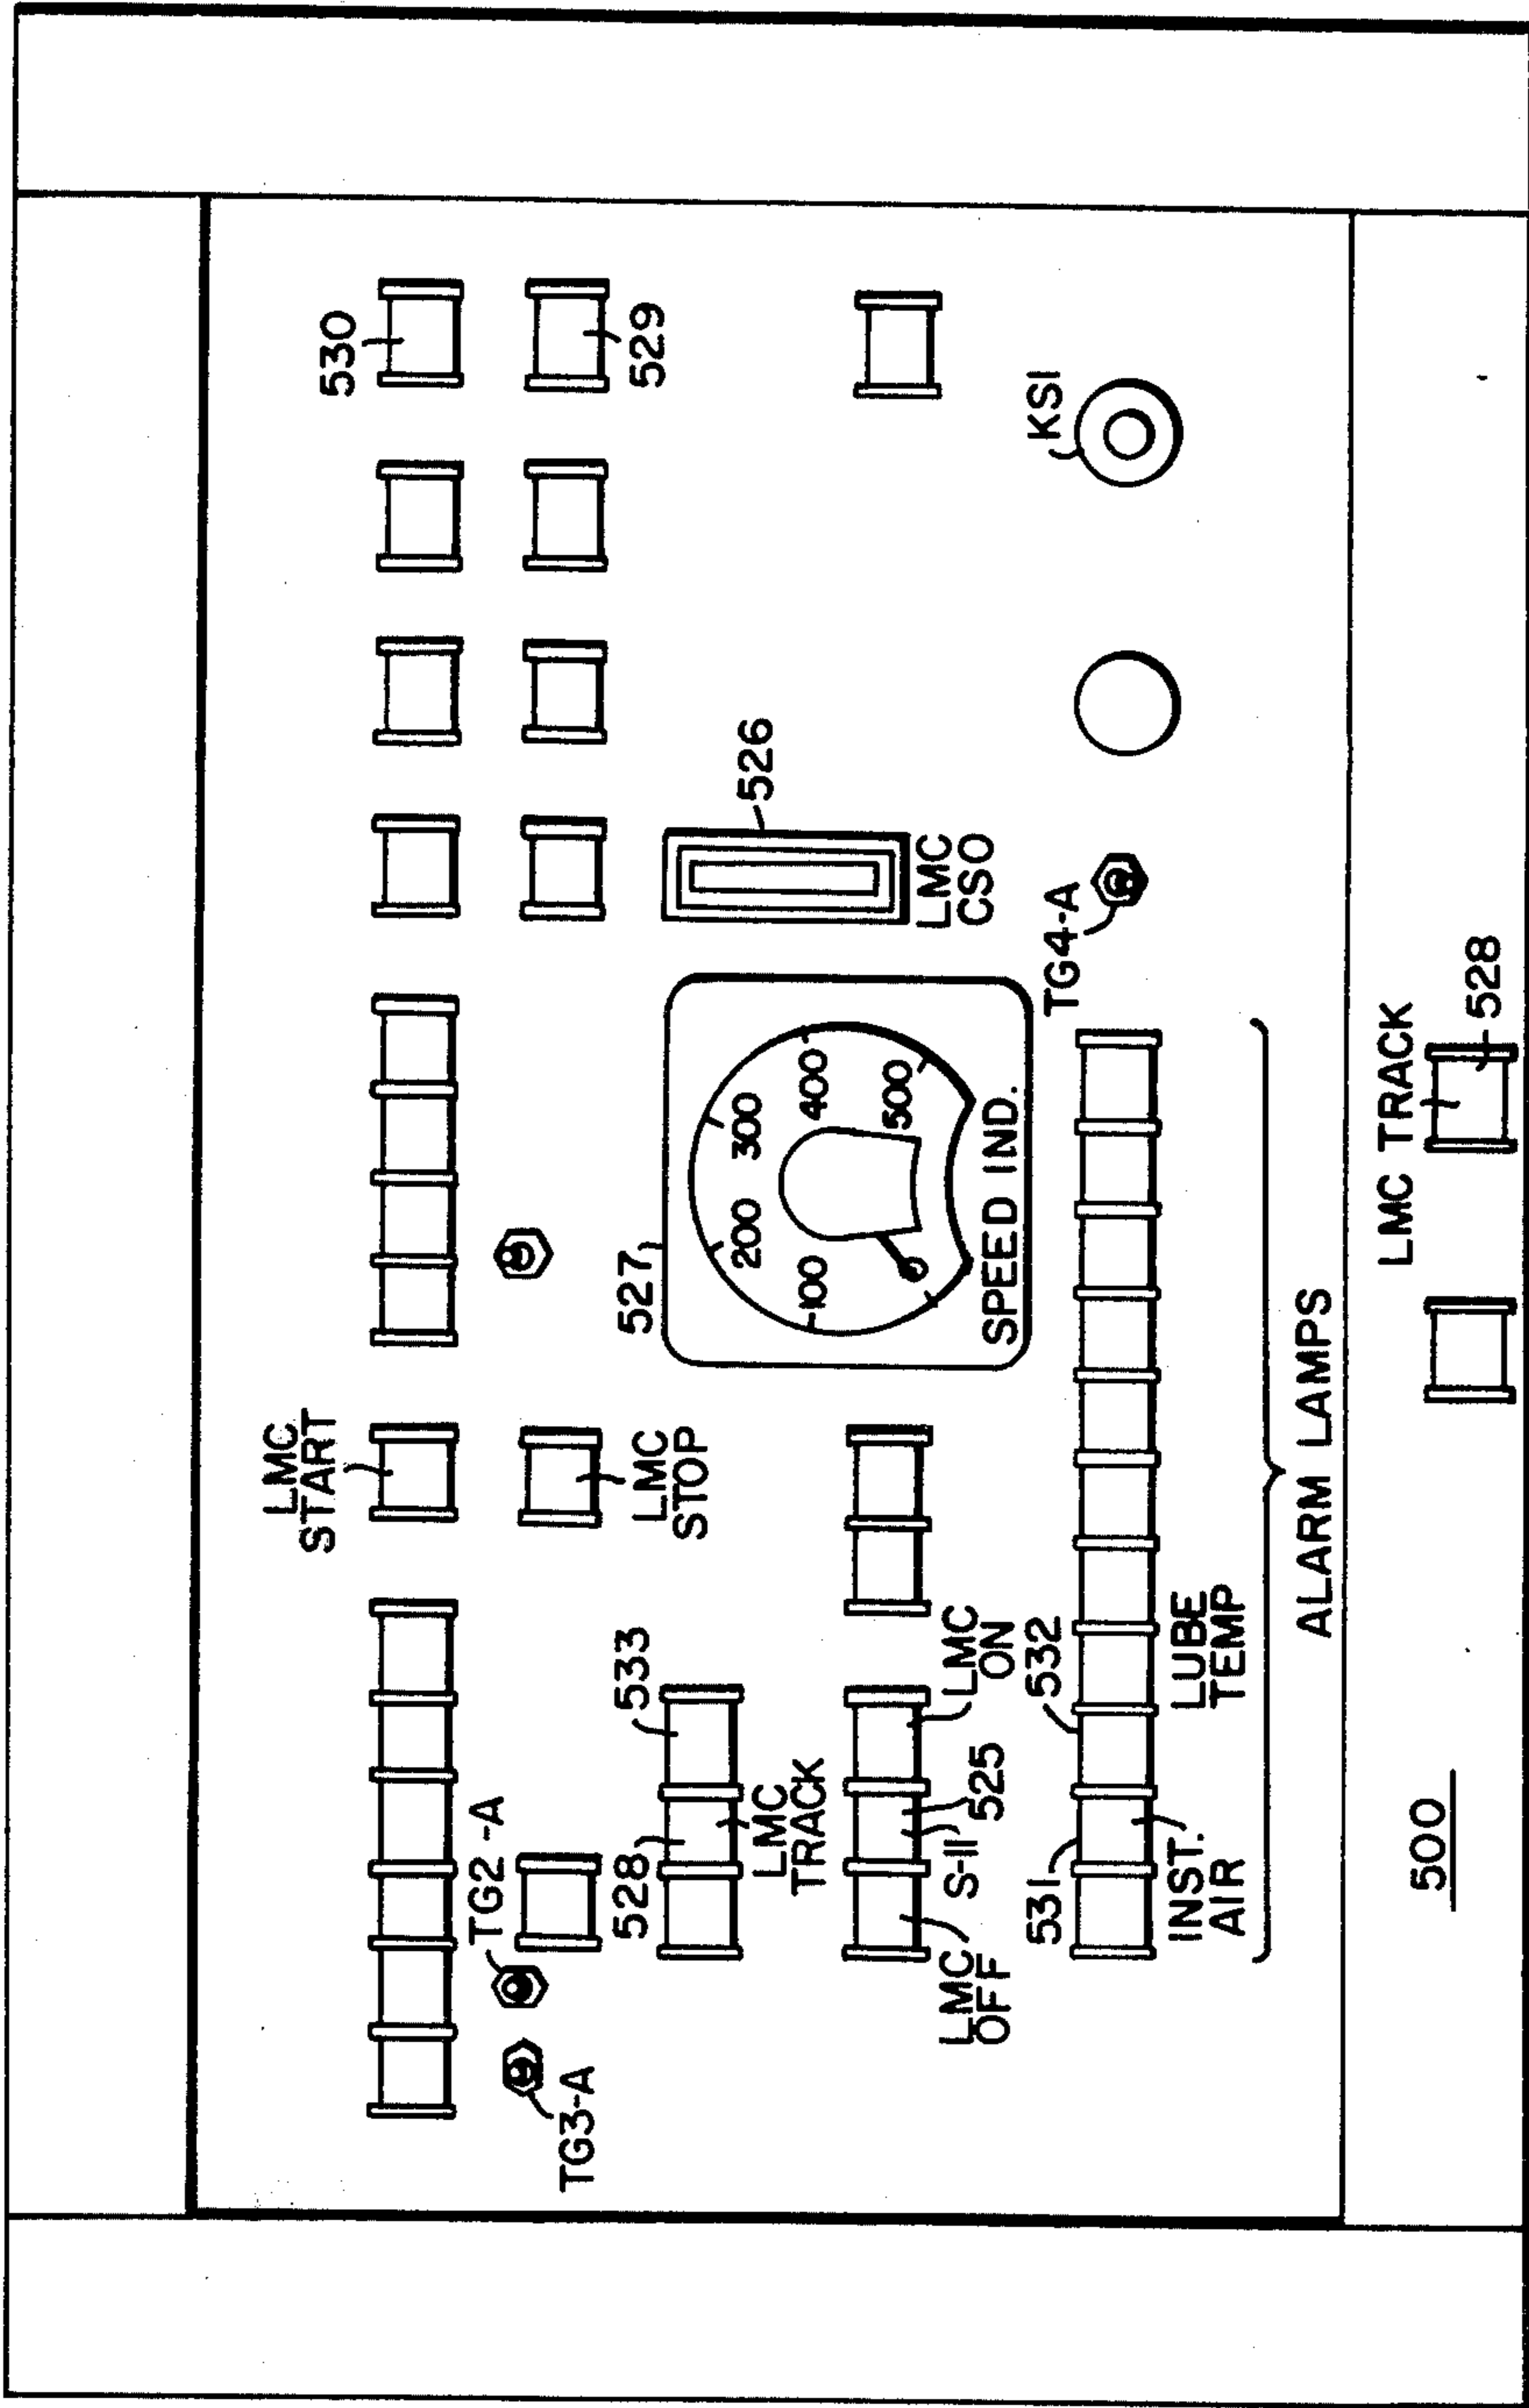 LMC
START
530
TG2-A
TG3-A
LMC
STOP
529
528
533
LMC
TRACK
527
100
200
300
400
500
SPEED IND.
526
LMC
CSO
LMC
OFF
S-11
525
LMC
ON
TG4-A
KS1
531
532
INST.
AIR
LUBE
TEMP
ALARM LAMPS
500
LMC TRACK
528